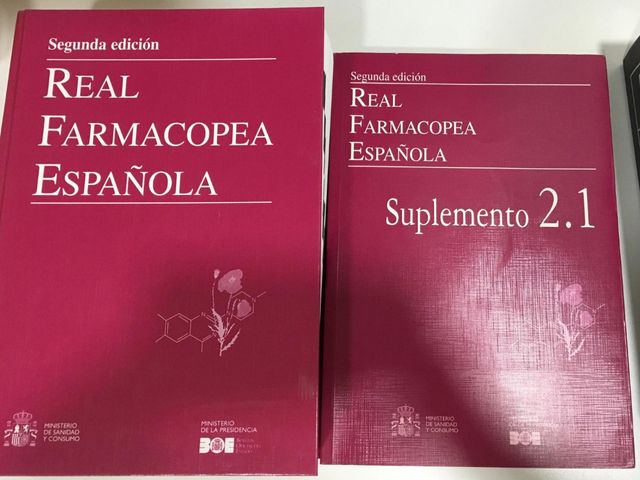 Segunda edición
REAL
FARMACOPEA
ESPAÑOLA
MINISTERIO
DE SANIDAD
Y CONSUMO
MINISTERIO
DE LA PRESIDENCIA
BOE
Segunda edición
REAL
FARMACOPEA
ESPAÑOLA
Suplemento 2.1
MINISTERIO
DE SANIDAD
Y CONSUMO
MINISTERIO
BOE